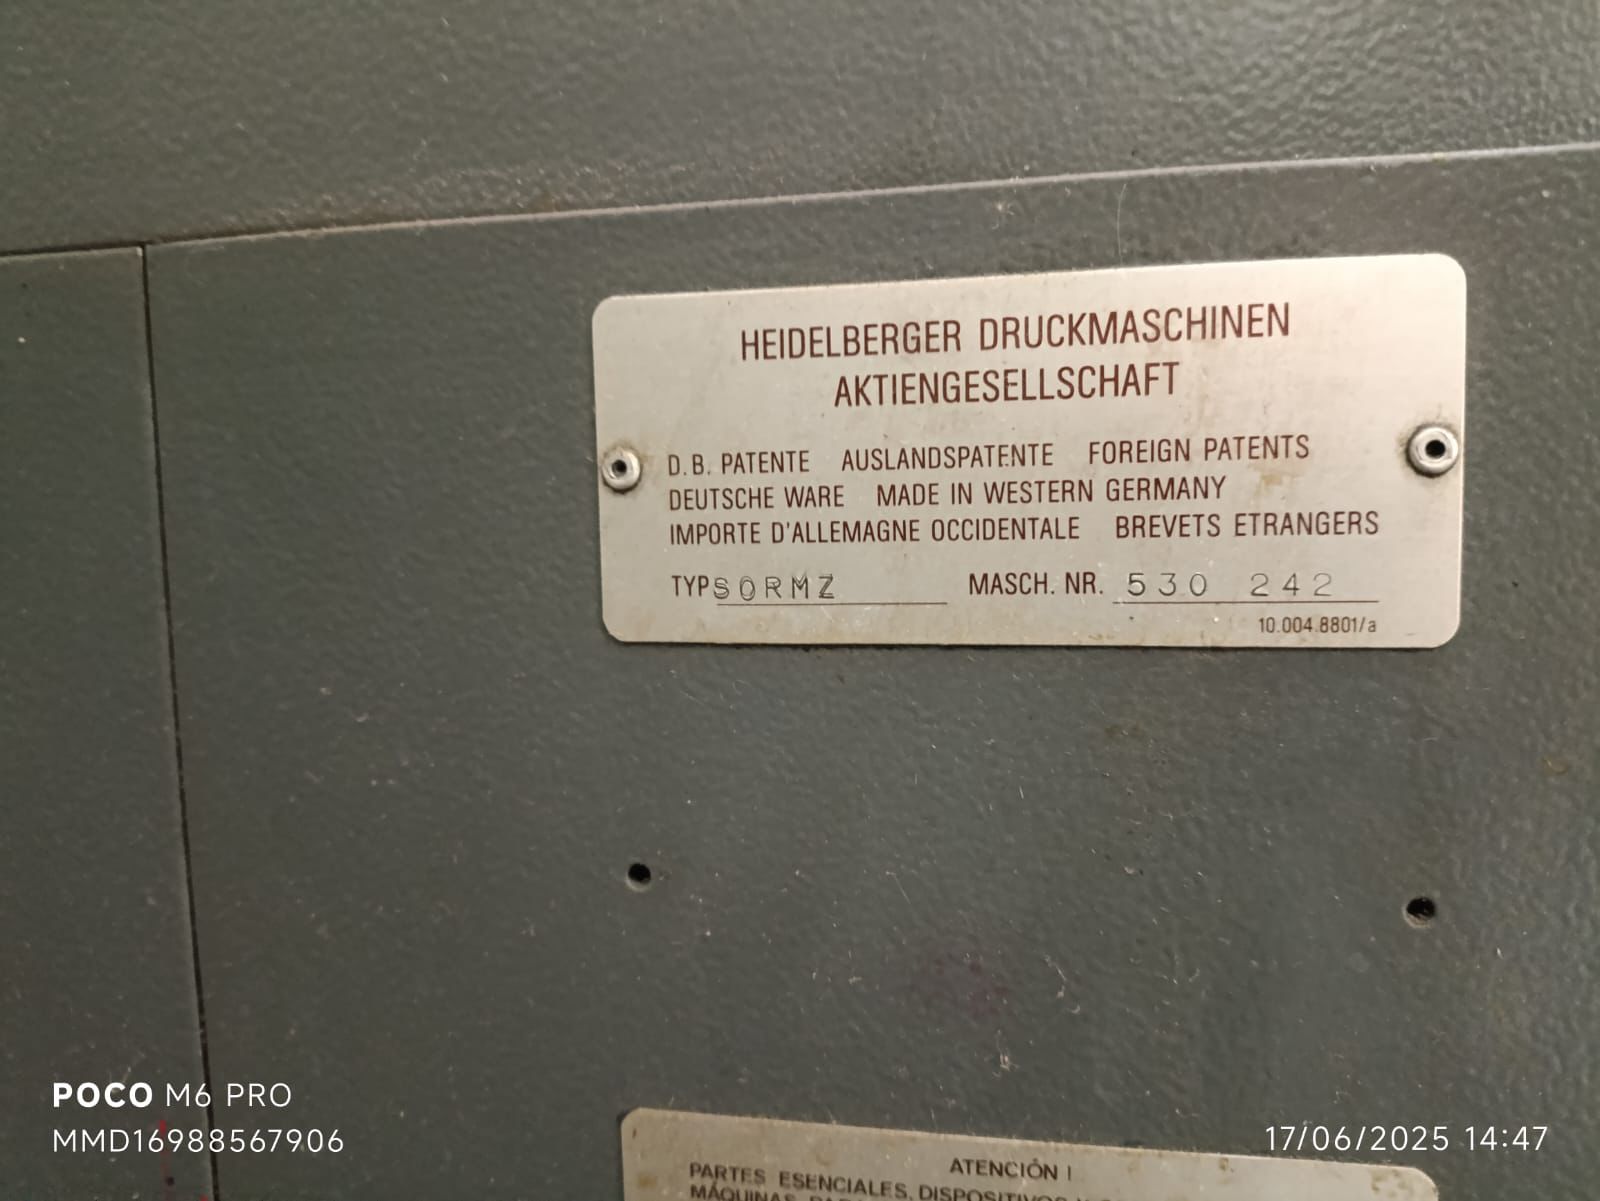 HEIDELBERGER DRUCKMASCHINEN
AKTIENGESELLSCHAFT
D.B. PATENTE AUSLANDSPATENTE FOREIGN PATENTS
DEUTSCHE WARE MADE IN WESTERN GERMANY
IMPORTE D'ALLEMAGNE OCCIDENTALE BREVETS ETRANGERS
TYP SORMZ MASCH. NR. 530 242
10.004.8801/a
ATENCIÓN !
PARTES ESENCIALES, DISPOSITIVOS
MÁQUINAS
POCO M6 PRO
MMD16988567906
17/06/2025 14:47